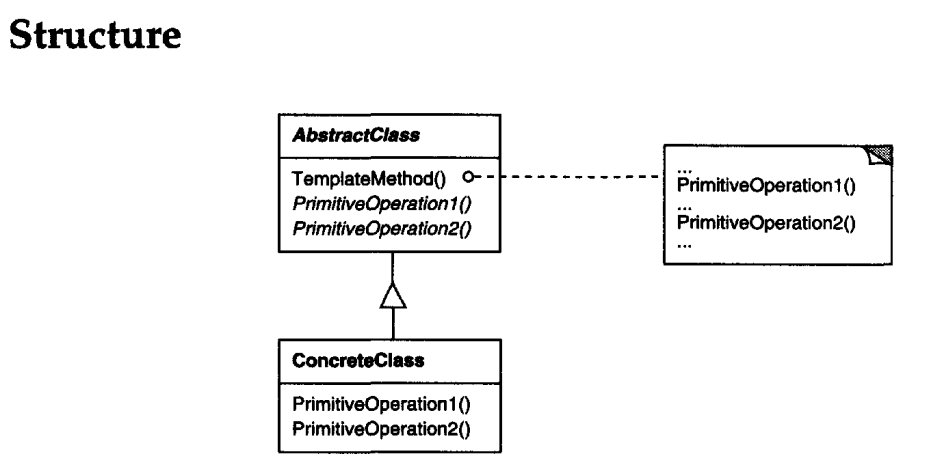 Structure
AbstractClass
TemplateMethod()
PrimitiveOperation1()
PrimitiveOperation2()
...
PrimitiveOperation1()
...
PrimitiveOperation2()
...
ConcreteClass
PrimitiveOperation1()
PrimitiveOperation2()